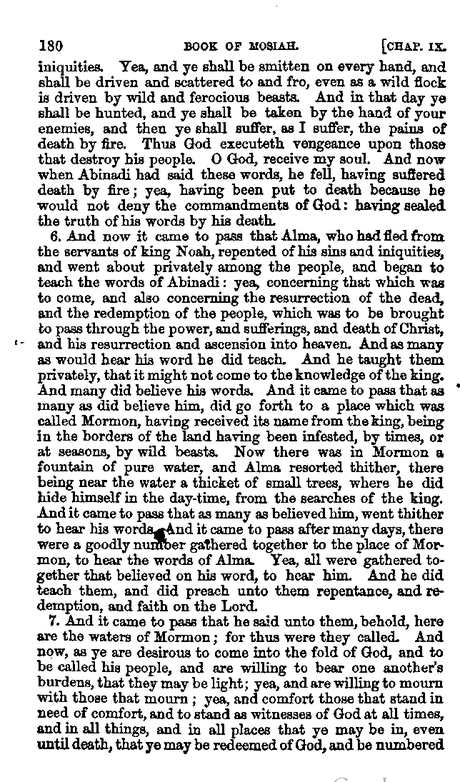 180 BOOK OF MOSIAH. [CHAP. IX.
iniquities. Yea, and ye shall be smitten on every hand, and
shall be driven and scattered to and fro, even as a wild flock
is driven by wild and ferocious beasts. And in that day ye
shall be hunted, and ye shall be taken by the hand of your
enemies, and then ye shall suffer, as I suffer, the pains of
death by fire. Thus God executeth vengeance upon those
that destroy his people. O God, receive my soul. And now
when Abinadi had said these words, he fell, having suffered
death by fire; yea, having been put to death because he
would not deny the commandments of God: having sealed
the truth of his words by his death.
6. And now it came to pass that Alma, who had fled from
the servants of king Noah, repented of his sins and iniquities,
and went about privately among the people, and began to
teach the words of Abinadi: yea, concerning that which was
to come, and also concerning the resurrection of the dead,
and the redemption of the people, which was to be brought
to pass through the power, and sufferings, and death of Christ,
and his resurrection and ascension into heaven. And as many
as would hear his word he did teach. And he taught them
privately, that it might not come to the knowledge of the king.
And many did believe his words. And it came to pass that as
many as did believe him, did go forth to a place which was
called Mormon, having received its name from the king, being
in the borders of the land having been infested, by times, or
at seasons, by wild beasts. Now there was in Mormon a
fountain of pure water, and Alma resorted thither, there
being near the water a thicket of small trees, where he did
hide himself in the day-time, from the searches of the king.
And it came to pass that as many as believed him, went thither
to hear his words. And it came to pass after many days, there
were a goodly number gathered together to the place of Mor-
mon, to hear the words of Alma. Yea, all were gathered to-
gether that believed on his word, to hear him. And he did
teach them, and did preach unto them repentance, and re-
demption, and faith on the Lord.
7. And it came to pass that he said unto them, behold, here
are the waters of Mormon; for thus were they called. And
now, as ye are desirous to come into the fold of God, and to
be called his people, and are willing to bear one another's
burdens, that they may be light; yea, and are willing to mourn
with those that mourn; yea, and comfort those that stand in
need of comfort, and to stand as witnesses of God at all times,
and in all things, and in all places that ye may be in, even
until death, that ye may be redeemed of God, and be numbered